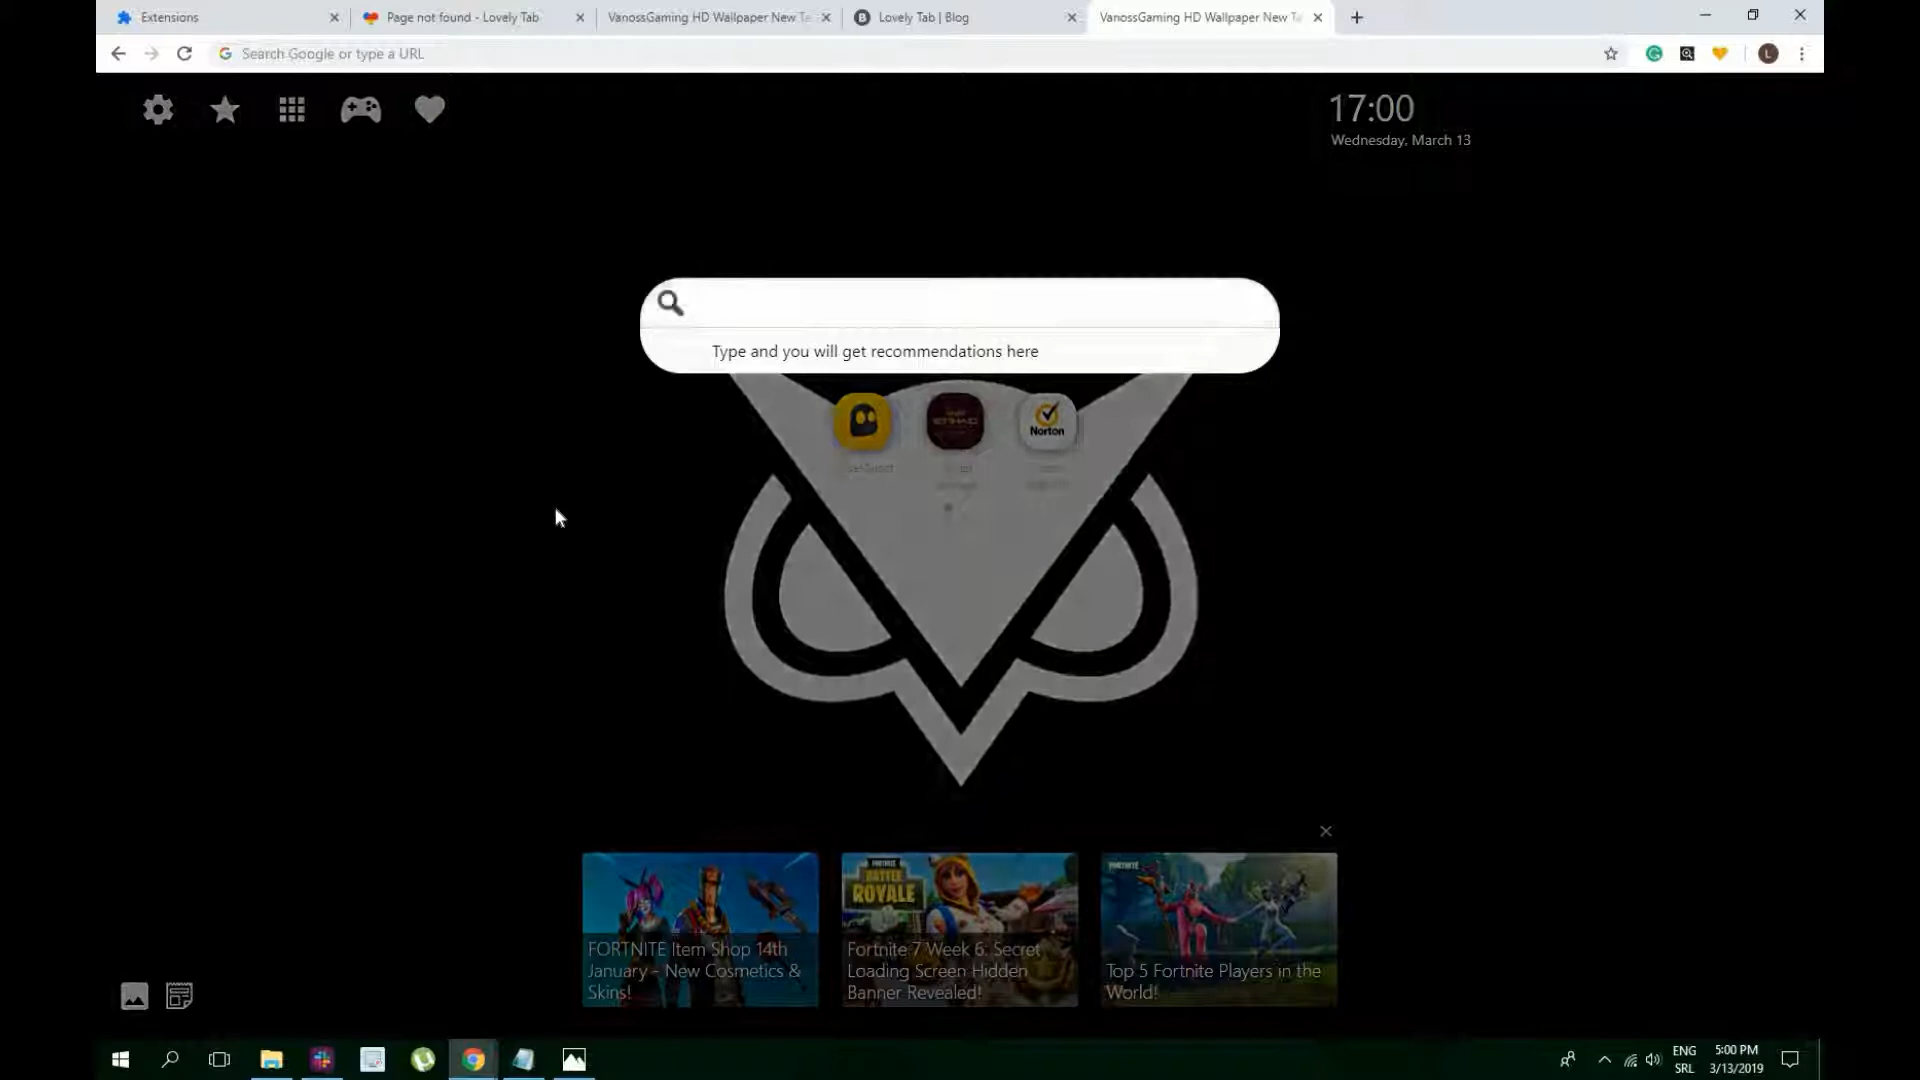 Extensions
Page not found - Lovely Tab
VanossGaming HD Wallpaper New Ta
Lovely Tab | Blog
VanossGaming HD Wallpaper New Ta
Search Google or type a URL
L
17:00
Wednesday, March 13
Type and you will get recommendations here
ETIHAD
Norton
FORTNITE
BATTLE
ROYALE
FORTNITE
FORTNITE Item Shop 14th
January - New Cosmetics &
Skins!
Fortnite 7 Week 6: Secret
Loading Screen Hidden
Banner Revealed!
Top 5 Fortnite Players in the
World!
ENG
SRL
5:00 PM
3/13/2019